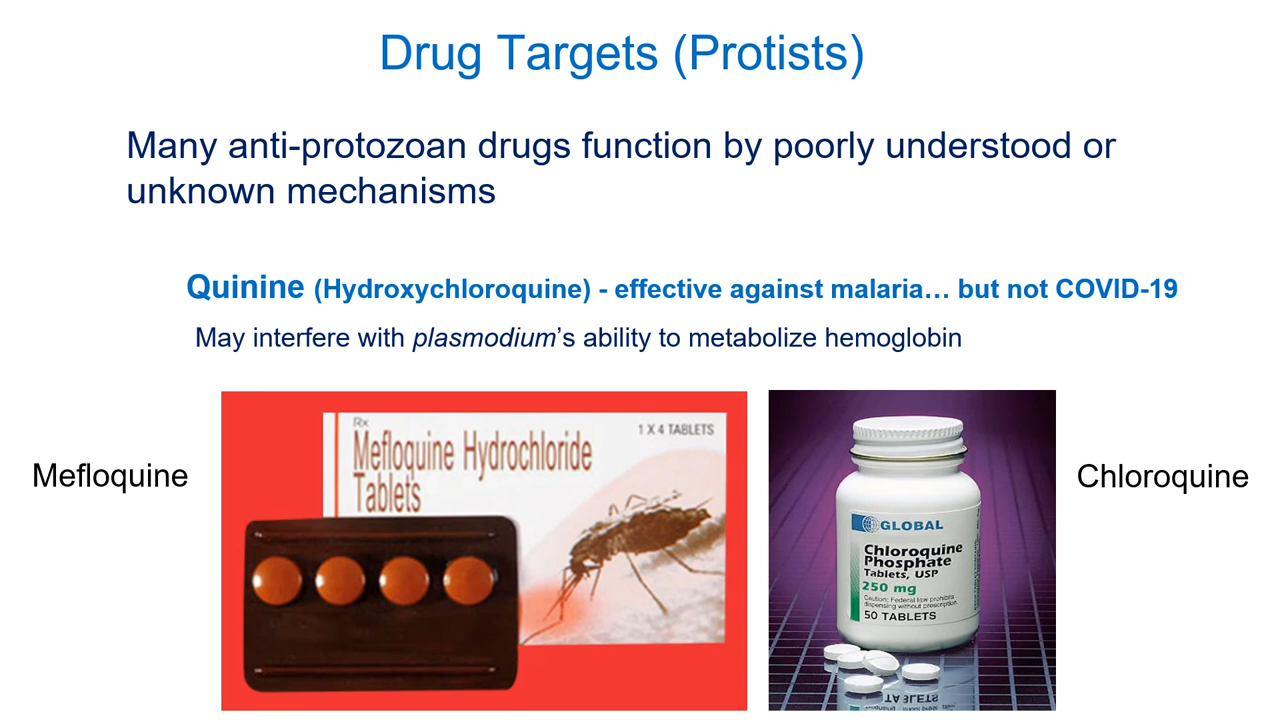 Drug Targets (Protists)
Many anti-protozoan drugs function by poorly understood or
unknown mechanisms
Quinine (Hydroxychloroquine) - effective against malaria… but not COVID-19
May interfere with plasmodium's ability to metabolize hemoglobin
Mefloquine
Rx
1 X 4 TABLETS
Mefloquine Hydrochloride
Tablets
GLOBAL
Chloroquine
Phosphate
Tablets, USP
250 mg
Caution: Federal law prohibits
dispensing without prescription.
50 TABLETS
TABLETS
Chloroquine